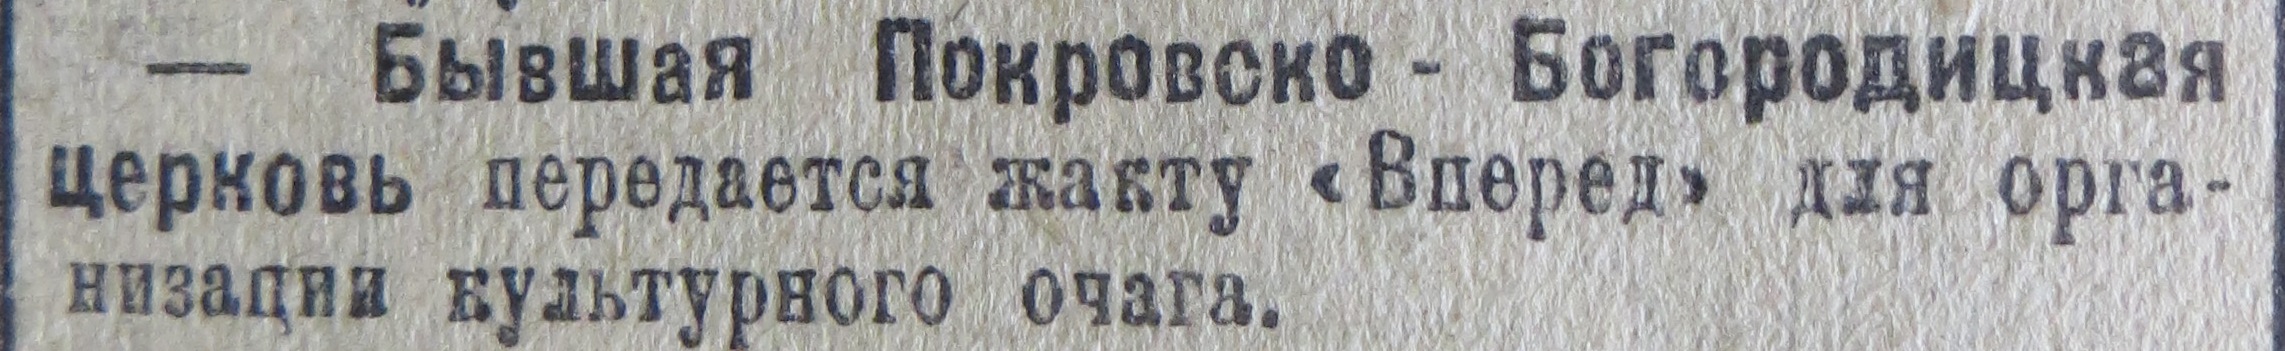 — Бывшая Покровско - Богородицкая
церковь передается жакту «Вперед» для орга-
низации культурного очага.